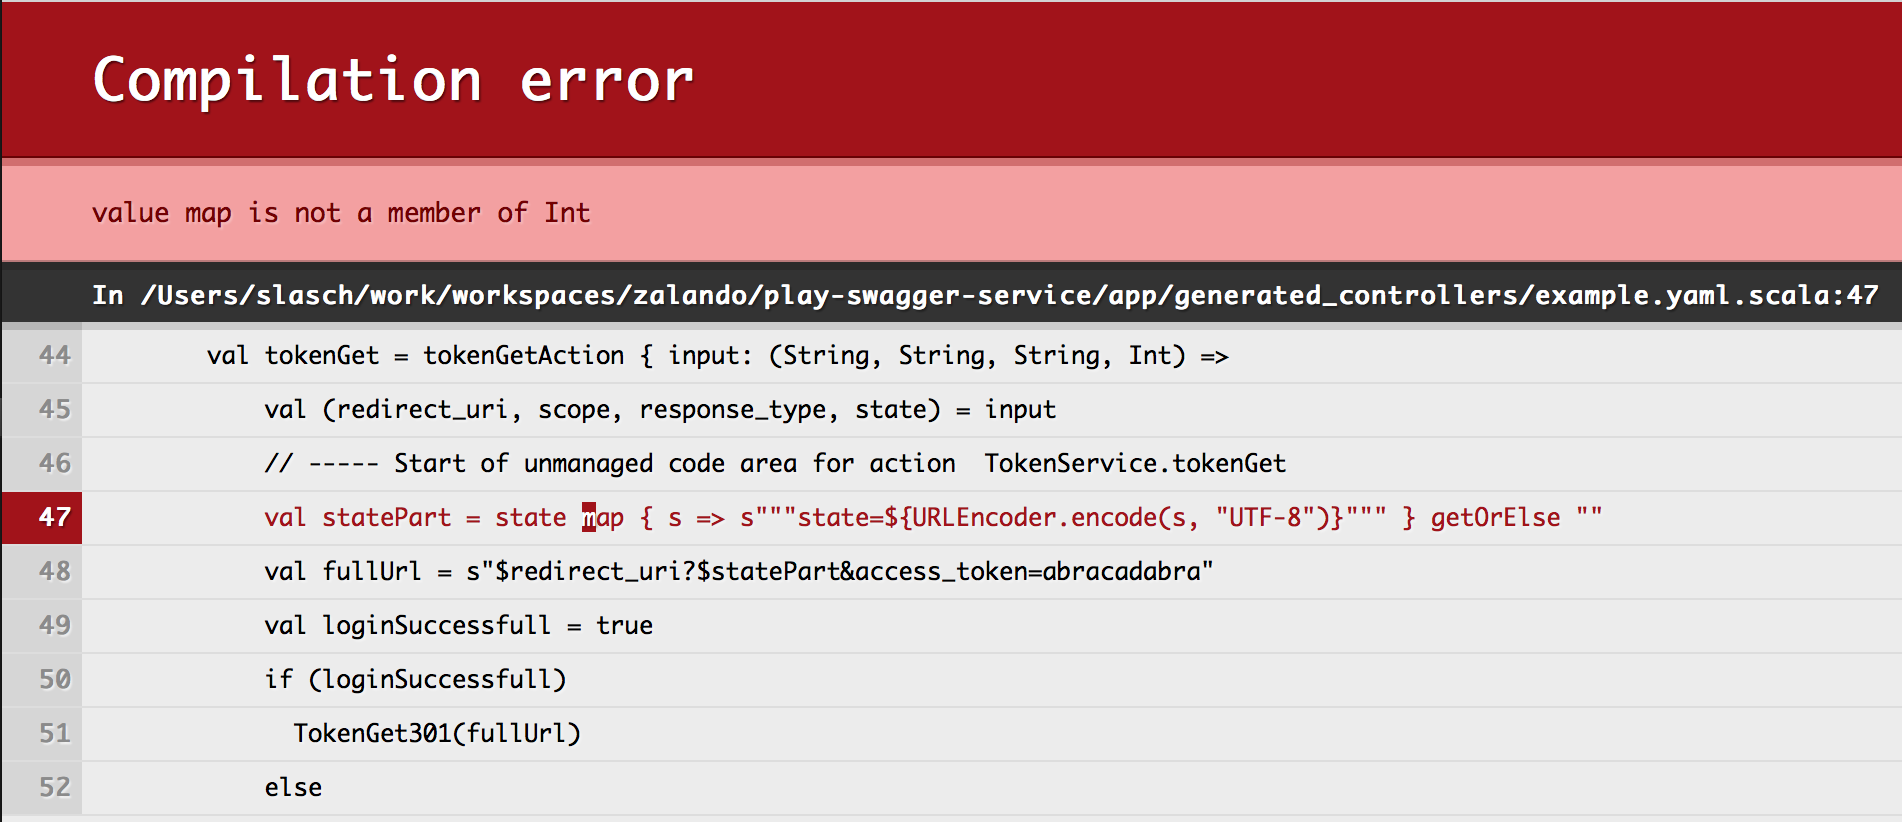 Compilation error
value map is not a member of Int
In /Users/slasch/work/workspaces/zalando/play-swagger-service/app/generated_controllers/example.yaml.scala:47
44 val tokenGet = tokenGetAction { input: (String, String, String, Int) =>
45 val (redirect_uri, scope, response_type, state) = input
46 // ----- Start of unmanaged code area for action  TokenService.tokenGet
47 val statePart = state map { s => s"""state=${URLEncoder.encode(s, "UTF-8")}""" } getOrElse ""
48 val fullUrl = s"$redirect_uri?$statePart&access_token=abracadabra"
49 val loginSuccessfull = true
50 if (loginSuccessfull)
51 TokenGet301(fullUrl)
52 else